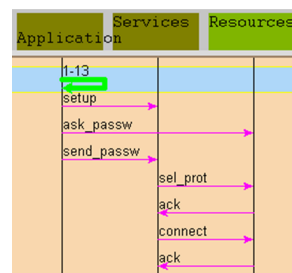 Services Resources
Application
1-13
setup
ask_passw
send_passw
sel_prot
ack
connect
ack